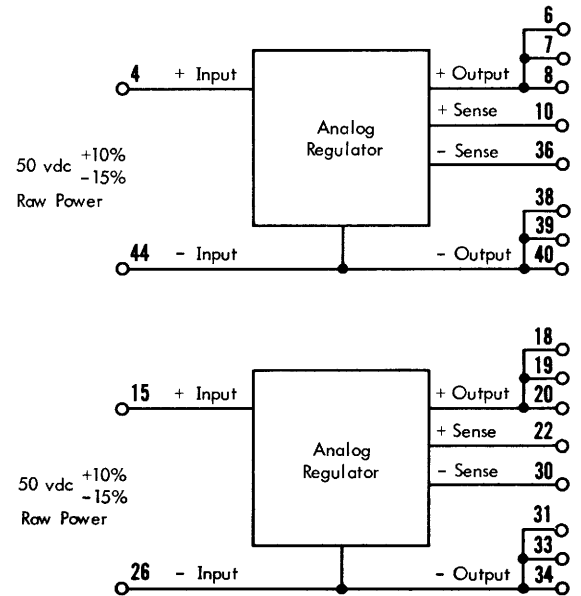 6
7
4 + Input + Output 8
+ Sense 10
Analog
Regulator
- Sense 36
50 vdc +10%
-15%
Raw Power
38
39
44 - Input - Output 40
18
19
15 + Input + Output 20
+ Sense 22
Analog
Regulator
- Sense 30
50 vdc +10%
-15%
Raw Power
31
33
26 - Input - Output 34